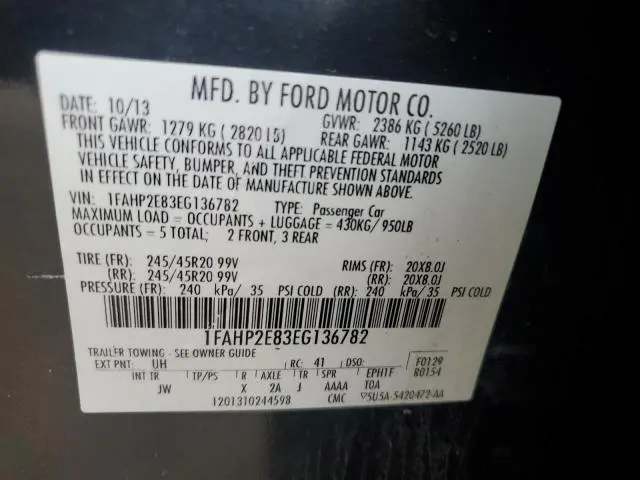 MFD. BY FORD MOTOR CO.
DATE: 10/13 GVWR: 2386 KG ( 5260 LB)
FRONT GAWR: 1279 KG ( 2820 LB) REAR GAWR: 1143 KG ( 2520 LB)
THIS VEHICLE CONFORMS TO ALL APPLICABLE FEDERAL MOTOR
VEHICLE SAFETY, BUMPER, AND THEFT PREVENTION STANDARDS
IN EFFECT ON THE DATE OF MANUFACTURE SHOWN ABOVE.
VIN: 1FAHP2E83EG136782 TYPE: Passenger Car
MAXIMUM LOAD = OCCUPANTS + LUGGAGE = 430KG/ 950LB
OCCUPANTS = 5 TOTAL; 2 FRONT, 3 REAR
TIRE (FR): 245/45R20 99V RIMS (FR): 20X8.0J
(RR): 245/45R20 99V (RR): 20X8.0J
PRESSURE (FR): 240 kPa/ 35 PSI COLD (RR): 240 kPa/ 35 PSI COLD
1FAHP2E83EG136782
TRAILER TOWING - SEE OWNER GUIDE F0129
EXT PNT: UH RC: 41 DSO: R0154
INT TR TP/PS R AXLE TR SPR EPH1F
JW X 2A J AAAA TOA
1201310244598 CMC 5U5A-5420472-AA